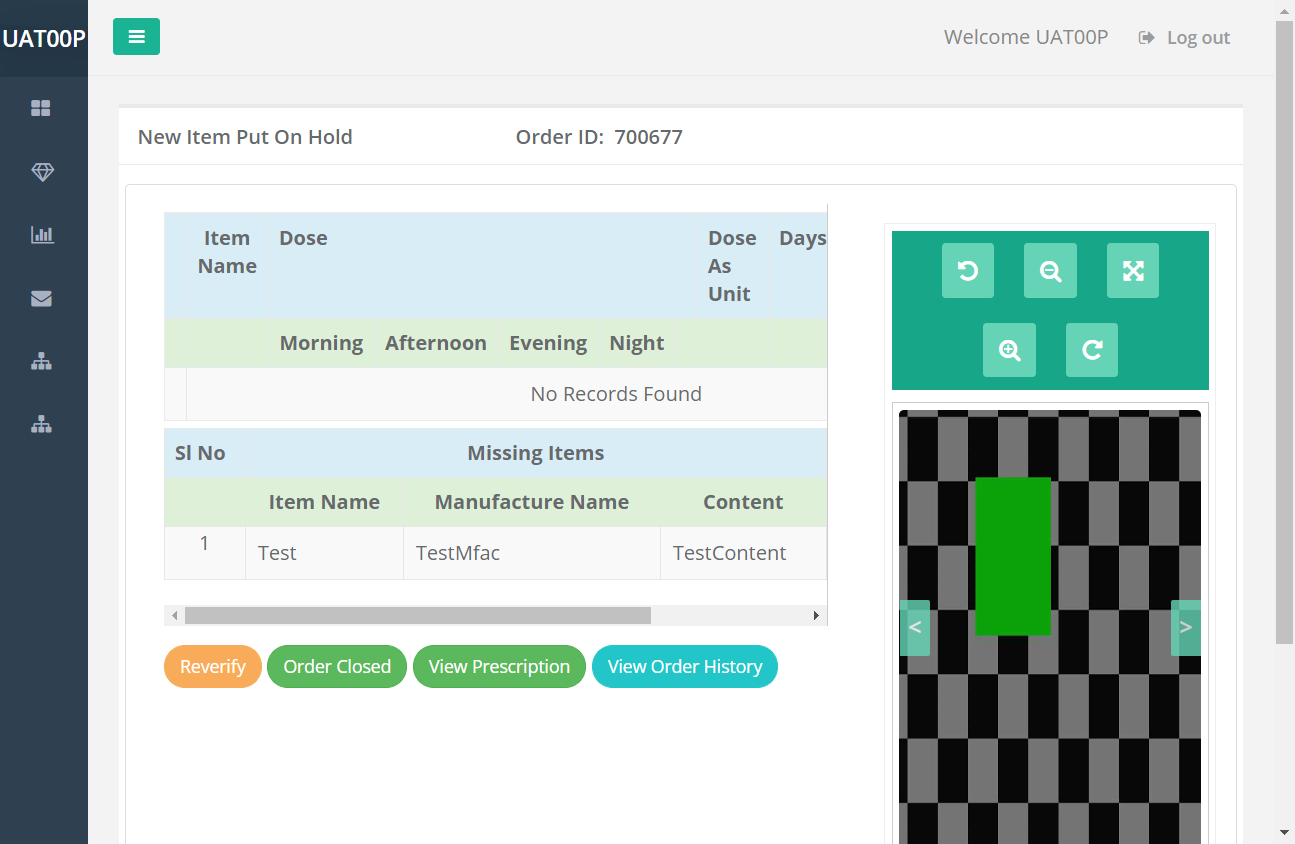 UAT00P
Welcome UAT00P
Log out
New Item Put On Hold
Order ID: 700677
Item Name
Dose
Dose As Unit
Days
Morning
Afternoon
Evening
Night
No Records Found
Sl No
Missing Items
Item Name
Manufacture Name
Content
1
Test
TestMfac
TestContent
Reverify
Order Closed
View Prescription
View Order History
<
>